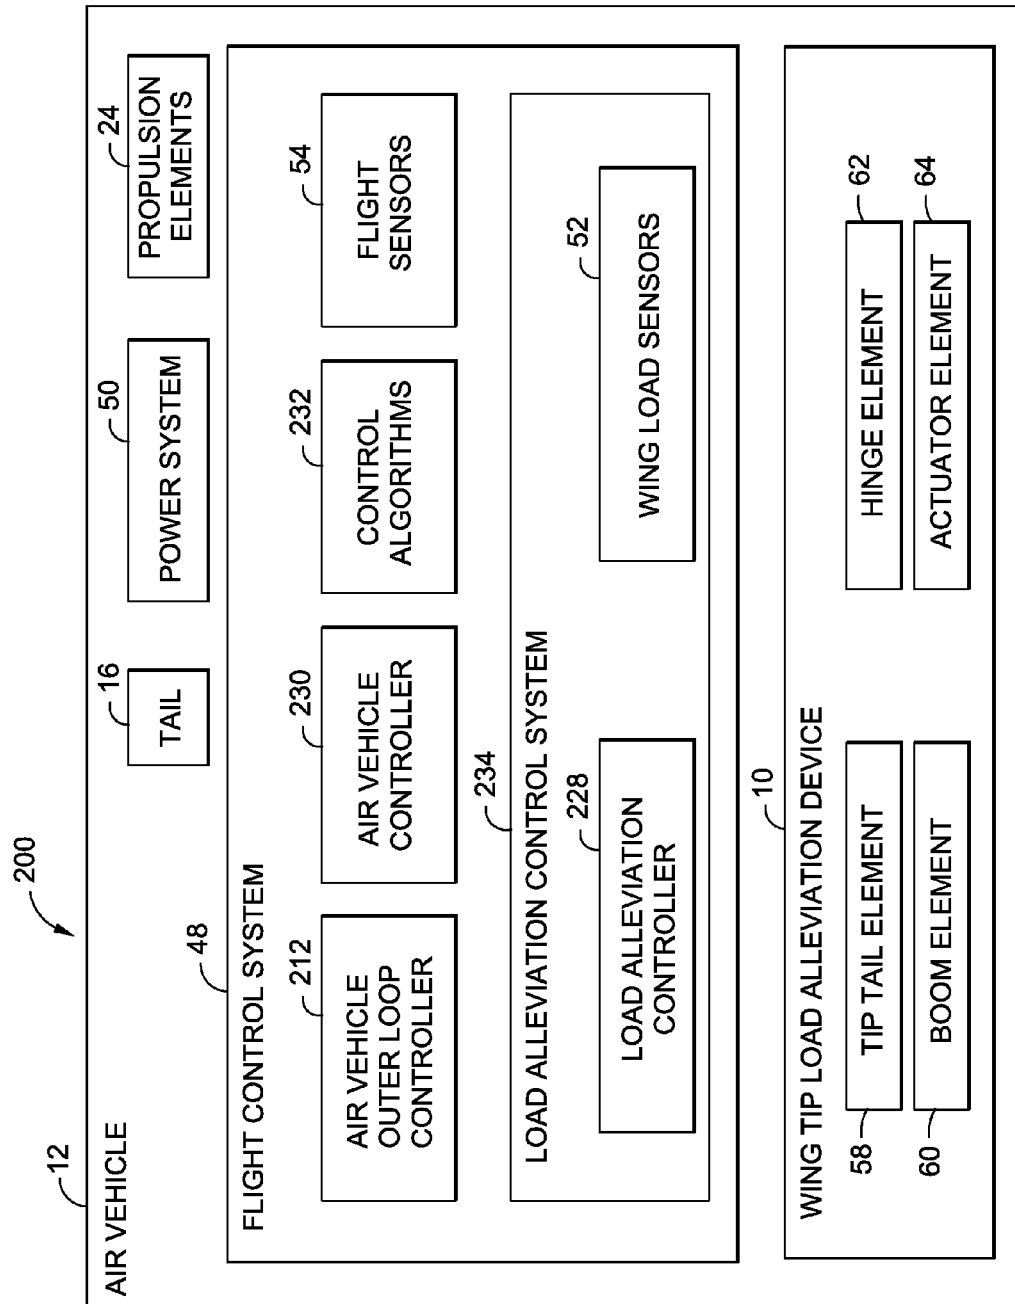 200
12
AIR VEHICLE
16
TAIL
50
POWER SYSTEM
24
PROPULSION
ELEMENTS
48
FLIGHT CONTROL SYSTEM
212
AIR VEHICLE
OUTER LOOP
CONTROLLER
230
AIR VEHICLE
CONTROLLER
232
CONTROL
ALGORITHMS
54
FLIGHT
SENSORS
234
LOAD ALLEVIATION CONTROL SYSTEM
228
LOAD ALLEVIATION
CONTROLLER
52
WING LOAD SENSORS
10
WING TIP LOAD ALLEVIATION DEVICE
58
TIP TAIL ELEMENT
HINGE ELEMENT
62
60
BOOM ELEMENT
ACTUATOR ELEMENT
64